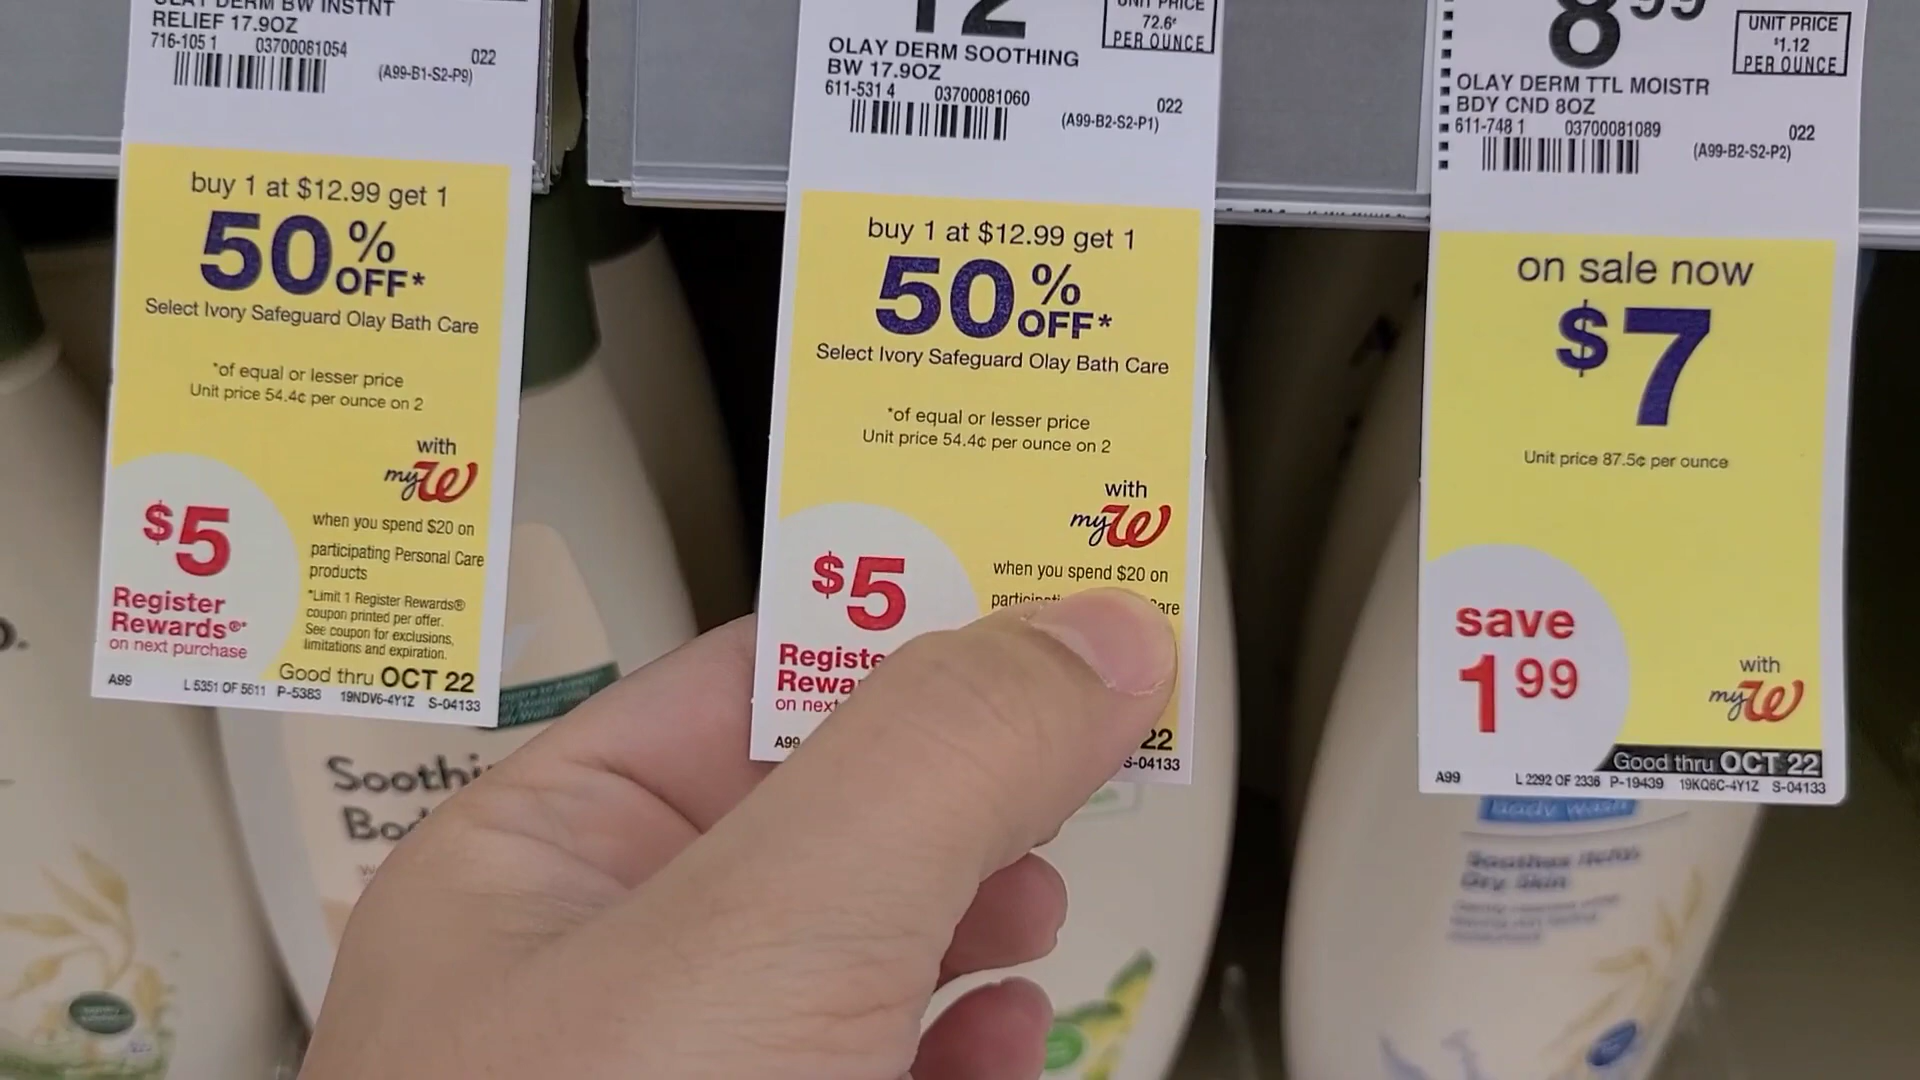 OLAY DERM BW INSTNT
RELIEF 17.9OZ
716-105 1 03700081054
022
(A99-B1-S2-P9)
buy 1 at $12.99 get 1
50% OFF*
Select Ivory Safeguard Olay Bath Care
*of equal or lesser price
Unit price 54.4¢ per ounce on 2
with
myW
$5
Register
Rewards®*
on next purchase
when you spend $20 on
participating Personal Care
products
*Limit 1 Register Rewards®
coupon printed per offer.
See coupon for exclusions,
limitations and expiration.
Good thru OCT 22
A99 L 5351 OF 5611 P-5383 19NDV6-4Y1Z S-04133
12
UNIT PRICE
72.6¢
PER OUNCE
OLAY DERM SOOTHING
BW 17.9OZ
611-531 4 03700081060
022
(A99-B2-S2-P1)
buy 1 at $12.99 get 1
50% OFF*
Select Ivory Safeguard Olay Bath Care
*of equal or lesser price
Unit price 54.4¢ per ounce on 2
with
myW
$5
on
when you spend $20 on
22
A99 S-04133
8 99
UNIT PRICE
$1.12
PER OUNCE
OLAY DERM TTL MOISTR
BDY CND 8OZ
611-748 1 03700081089
022
(A99-B2-S2-P2)
on sale now
$7
Unit price 87.5¢ per ounce
save
1 99
with
myW
Good thru OCT 22
A99 L 2292 OF 2336 P-19439 19KQ6C-4Y1Z S-04133
body wash
Dry Skin